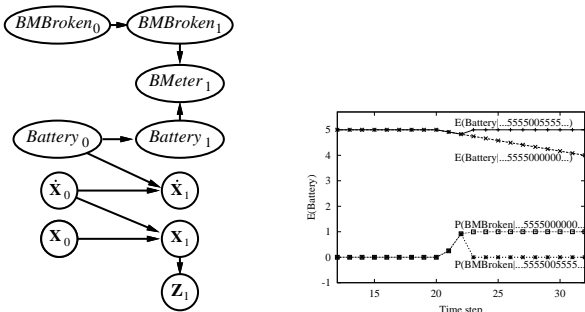 BMBroken0
BMBroken1
BMeter1
Battery0
Battery1
Ẋ0
Ẋ1
X0
X1
Z1
E(Battery|...5555005555...)
E(Battery|...5555000000...)
P(BMBroken|...5555000000...)
P(BMBroken|...5555005555...)
E(Battery)
5
4
3
2
1
0
-1
15
20
25
30
Time step